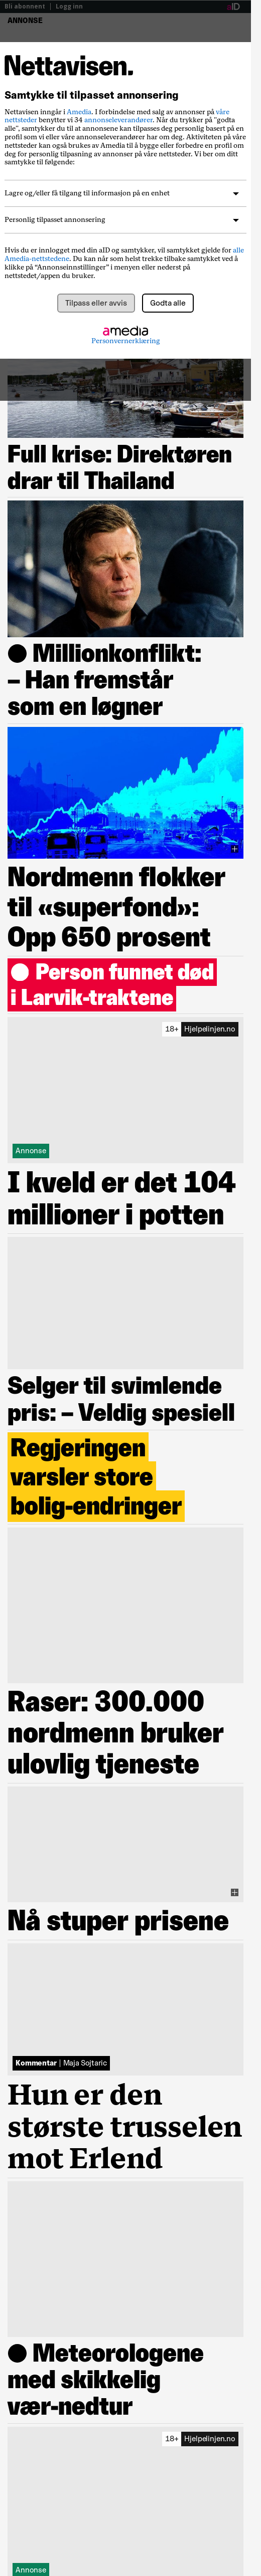 Bli abonnent | Logg inn
aID
ANNONSE
Nettavisen.
Samtykke til tilpasset annonsering
Nettavisen inngår i Amedia. I forbindelse med salg av annonser på våre
nettsteder benytter vi 34 annonseleverandører. Når du trykker på "godta
alle", samtykker du til at annonsene kan tilpasses deg personlig basert på en
profil som vi eller våre annonseleverandører har om deg. Aktiviteten på våre
nettsteder kan også brukes av Amedia til å bygge eller forbedre en profil om
deg for personlig tilpasning av annonser på våre nettsteder. Vi ber om ditt
samtykke til følgende:
Lagre og/eller få tilgang til informasjon på en enhet
Personlig tilpasset annonsering
Hvis du er innlogget med din aID og samtykker, vil samtykket gjelde for alle
Amedia-nettstedene. Du kan når som helst trekke tilbake samtykket ved å
klikke på “Annonseinnstillinger” i menyen eller nederst på
nettstedet/appen du bruker.
Tilpass eller avvis
Godta alle
amedia
Personvernerklæring
Full krise: Direktøren
drar til Thailand
Millionkonflikt:
– Han fremstår
som en løgner
Nordmenn flokker
til «superfond»:
Opp 650 prosent
Person funnet død
i Larvik-traktene
18+ Hjelpelinjen.no
Annonse
I kveld er det 104
millioner i potten
Selger til svimlende
pris: – Veldig spesiell
Regjeringen
varsler store
bolig-endringer
Raser: 300.000
nordmenn bruker
ulovlig tjeneste
Nå stuper prisene
Kommentar | Maja Sojtaric
Hun er den
største trusselen
mot Erlend
Meteorologene
med skikkelig
vær-nedtur
18+ Hjelpelinjen.no
Annonse